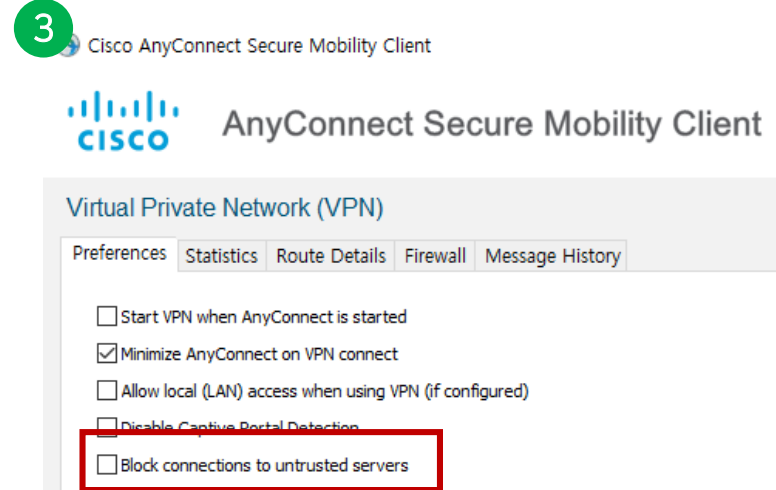 3
Cisco AnyConnect Secure Mobility Client
CISCO
AnyConnect Secure Mobility Client
Virtual Private Network (VPN)
Preferences Statistics Route Details Firewall Message History
Start VPN when AnyConnect is started
Minimize AnyConnect on VPN connect
Allow local (LAN) access when using VPN (if configured)
Disable Captive Portal Detection
Block connections to untrusted servers